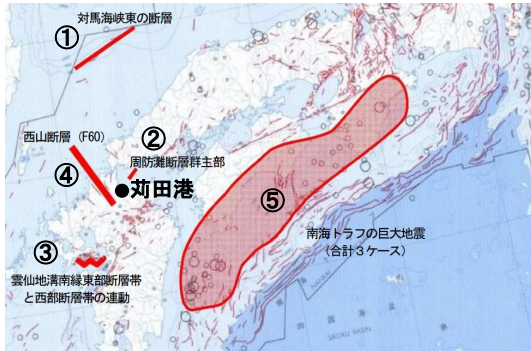 ①
対馬海峡東の断層
西山断層（F60）
②
周防灘断層群主部
④
●苅田港
⑤
③
南海トラフの巨大地震
（合計３ケース）
雲仙地溝南縁東部断層帯
と西部断層帯の連動
SIKOKU BASIN